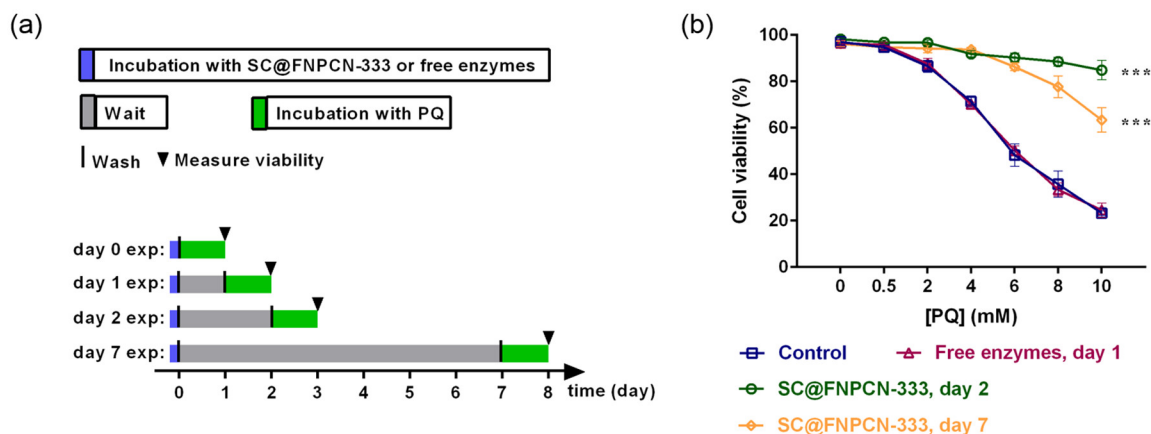 (a)
Incubation with SC@FNPCN-333 or free enzymes
Wait
Incubation with PQ
Wash
Measure viability
day 0 exp:
day 1 exp:
day 2 exp:
day 7 exp:
0 1 2 3 4 5 6 7 8 time (day)
(b)
Cell viability (%)
100
80
60
40
20
0
***
***
0 0.5 2 4 6 8 10
[PQ] (mM)
Control
Free enzymes, day 1
SC@FNPCN-333, day 2
SC@FNPCN-333, day 7